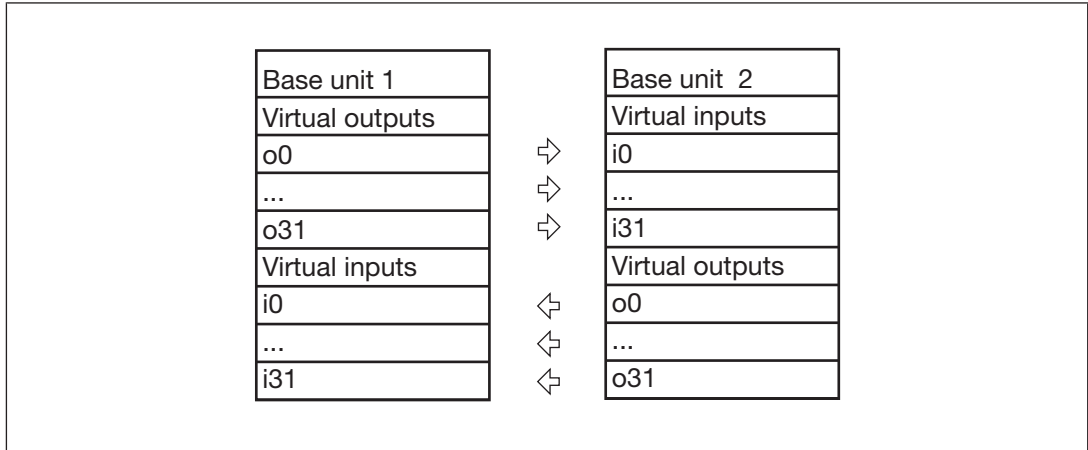 Base unit 1
Virtual outputs
o0
...
o31
Virtual inputs
i0
...
i31
Base unit 2
Virtual inputs
i0
...
i31
Virtual outputs
o0
...
o31